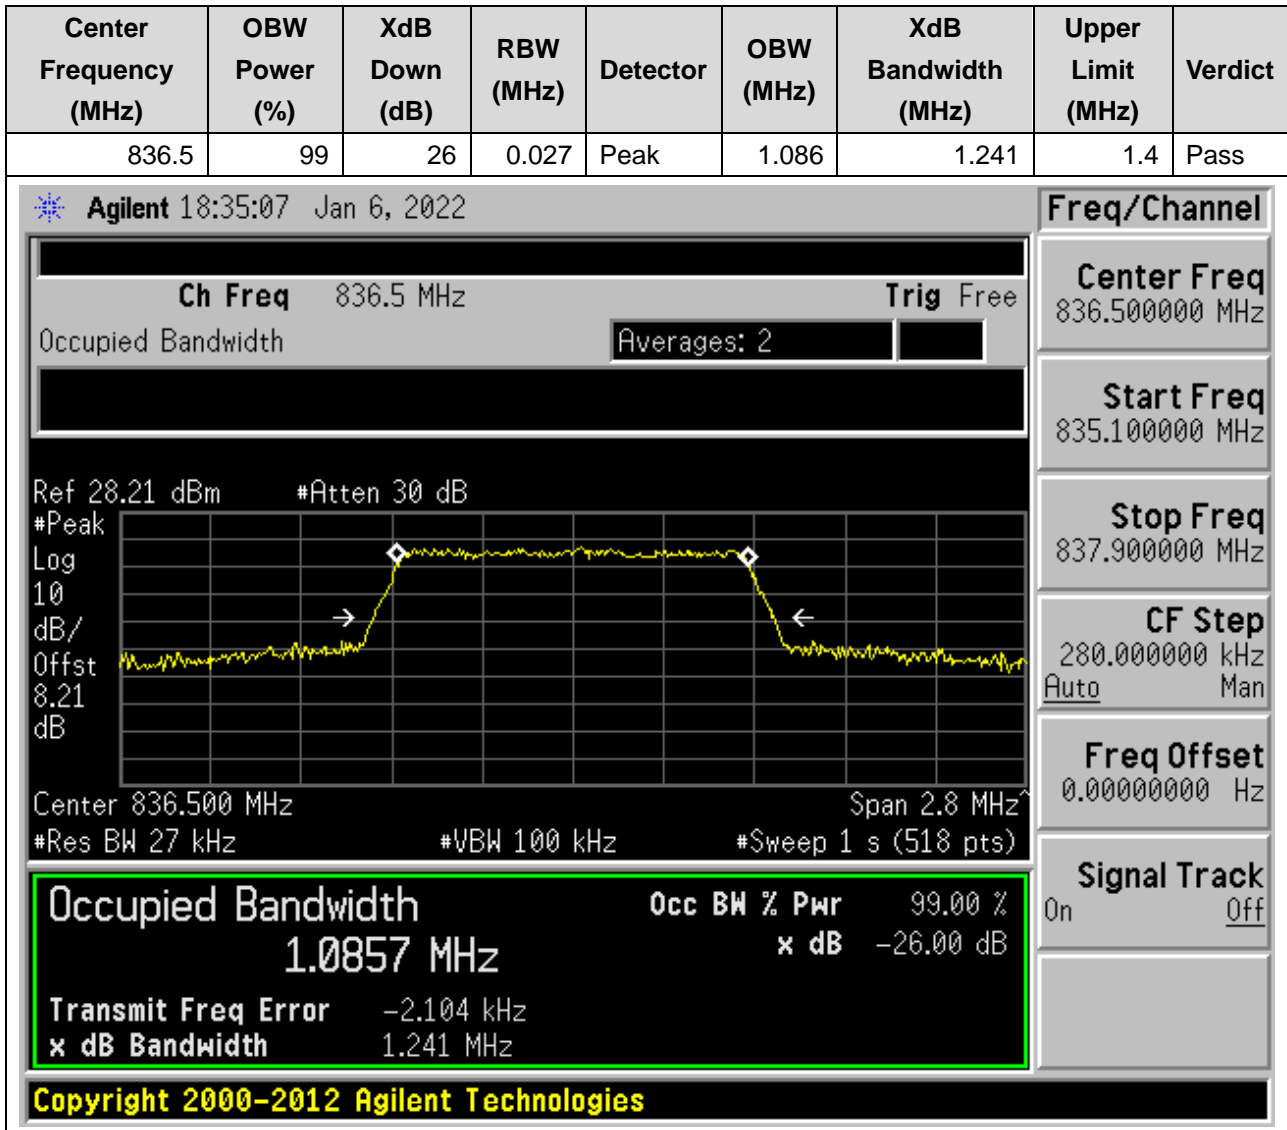 Center Frequency (MHz) OBW Power (%) XdB Down (dB) RBW (MHz) Detector OBW (MHz) XdB Bandwidth (MHz) Upper Limit (MHz) Verdict
836.5 99 26 0.027 Peak 1.086 1.241 1.4 Pass
Agilent 18:35:07 Jan 6, 2022
Ch Freq 836.5 MHz Trig Free
Occupied Bandwidth Averages: 2
Ref 28.21 dBm #Atten 30 dB
#Peak
Log
10
dB/
Offst
8.21
dB
Center 836.500 MHz Span 2.8 MHz^
#Res BW 27 kHz #VBW 100 kHz #Sweep 1 s (518 pts)
Occupied Bandwidth Occ BW % Pwr 99.00 %
1.0857 MHz x dB -26.00 dB
Transmit Freq Error -2.104 kHz
x dB Bandwidth 1.241 MHz
Freq/Channel
Center Freq
836.500000 MHz
Start Freq
835.100000 MHz
Stop Freq
837.900000 MHz
CF Step
280.000000 kHz
Auto Man
Freq Offset
0.00000000 Hz
Signal Track
On Off
Copyright 2000-2012 Agilent Technologies